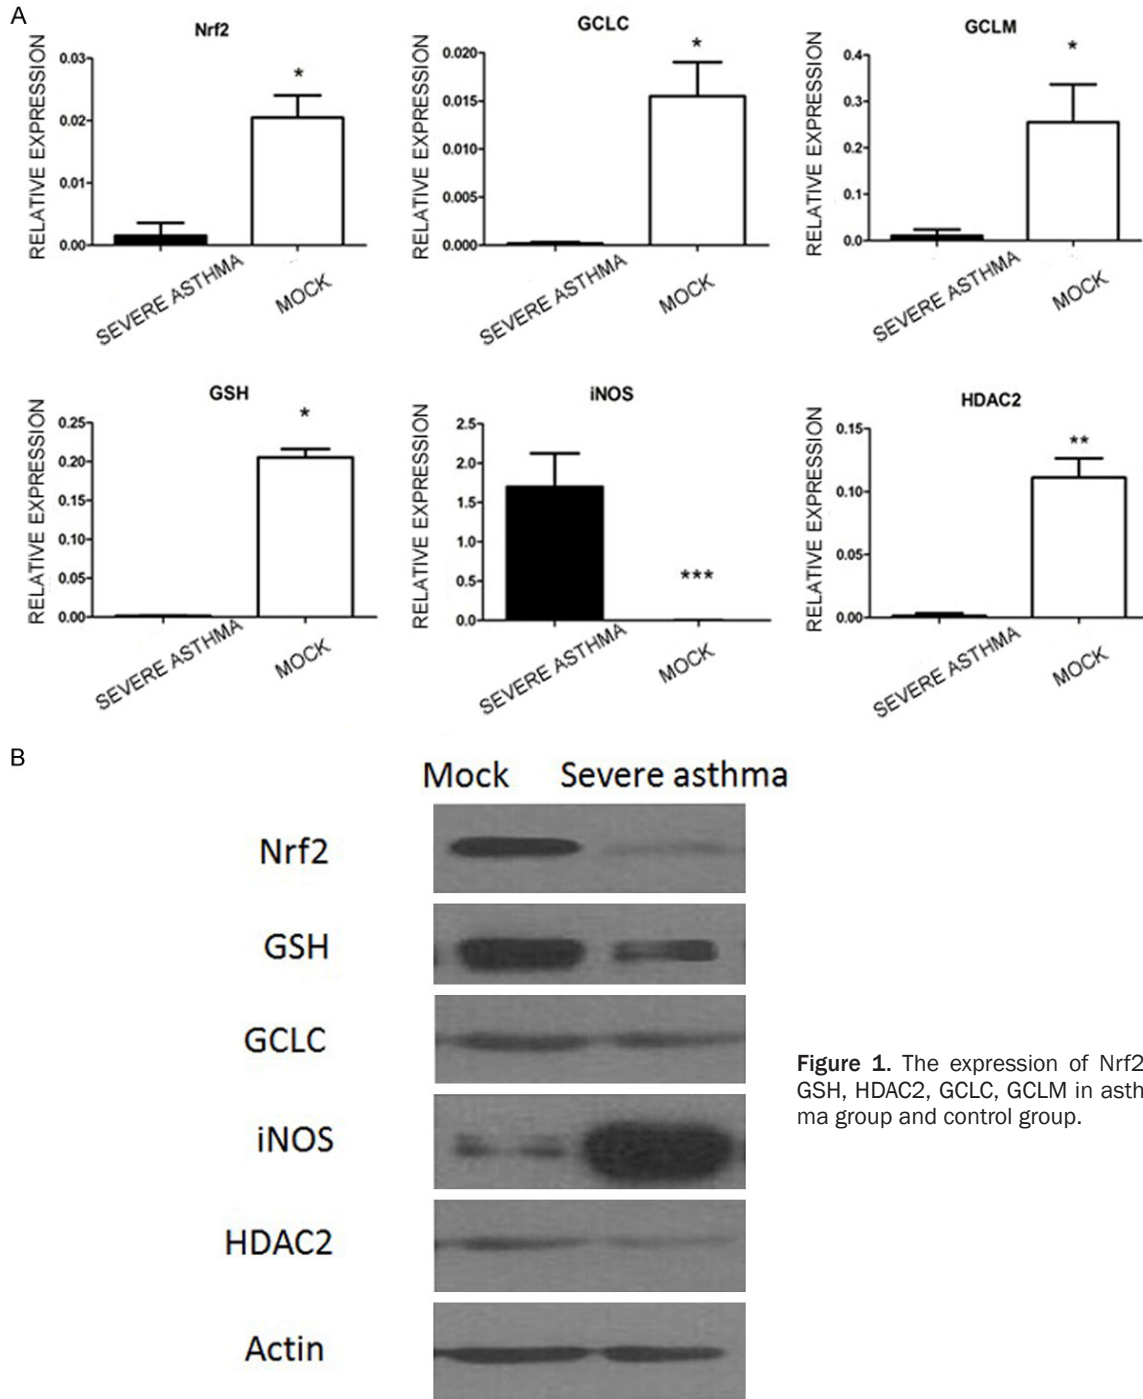 A
Nrf2
RELATIVE EXPRESSION
0.03
0.02
0.01
0.00
SEVERE ASTHMA
MOCK
*
GCLC
RELATIVE EXPRESSION
0.020
0.015
0.010
0.005
0.000
SEVERE ASTHMA
MOCK
*
GCLM
RELATIVE EXPRESSION
0.4
0.3
0.2
0.1
0.0
SEVERE ASTHMA
MOCK
*
GSH
RELATIVE EXPRESSION
0.25
0.20
0.15
0.10
0.05
0.00
SEVERE ASTHMA
MOCK
*
iNOS
RELATIVE EXPRESSION
2.5
2.0
1.5
1.0
0.5
0.0
SEVERE ASTHMA
MOCK
***
HDAC2
RELATIVE EXPRESSION
0.15
0.10
0.05
0.00
SEVERE ASTHMA
MOCK
**
B
Mock Severe asthma
Nrf2
GSH
GCLC
iNOS
HDAC2
Actin
Figure 1. The expression of Nrf2
GSH, HDAC2, GCLC, GCLM in asth
ma group and control group.